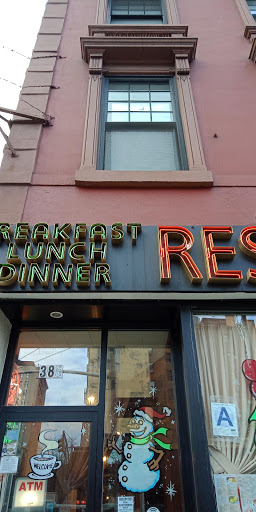 REAKFAST
LUNCH
DINNER
RES
38
A
WELCOME
ATM